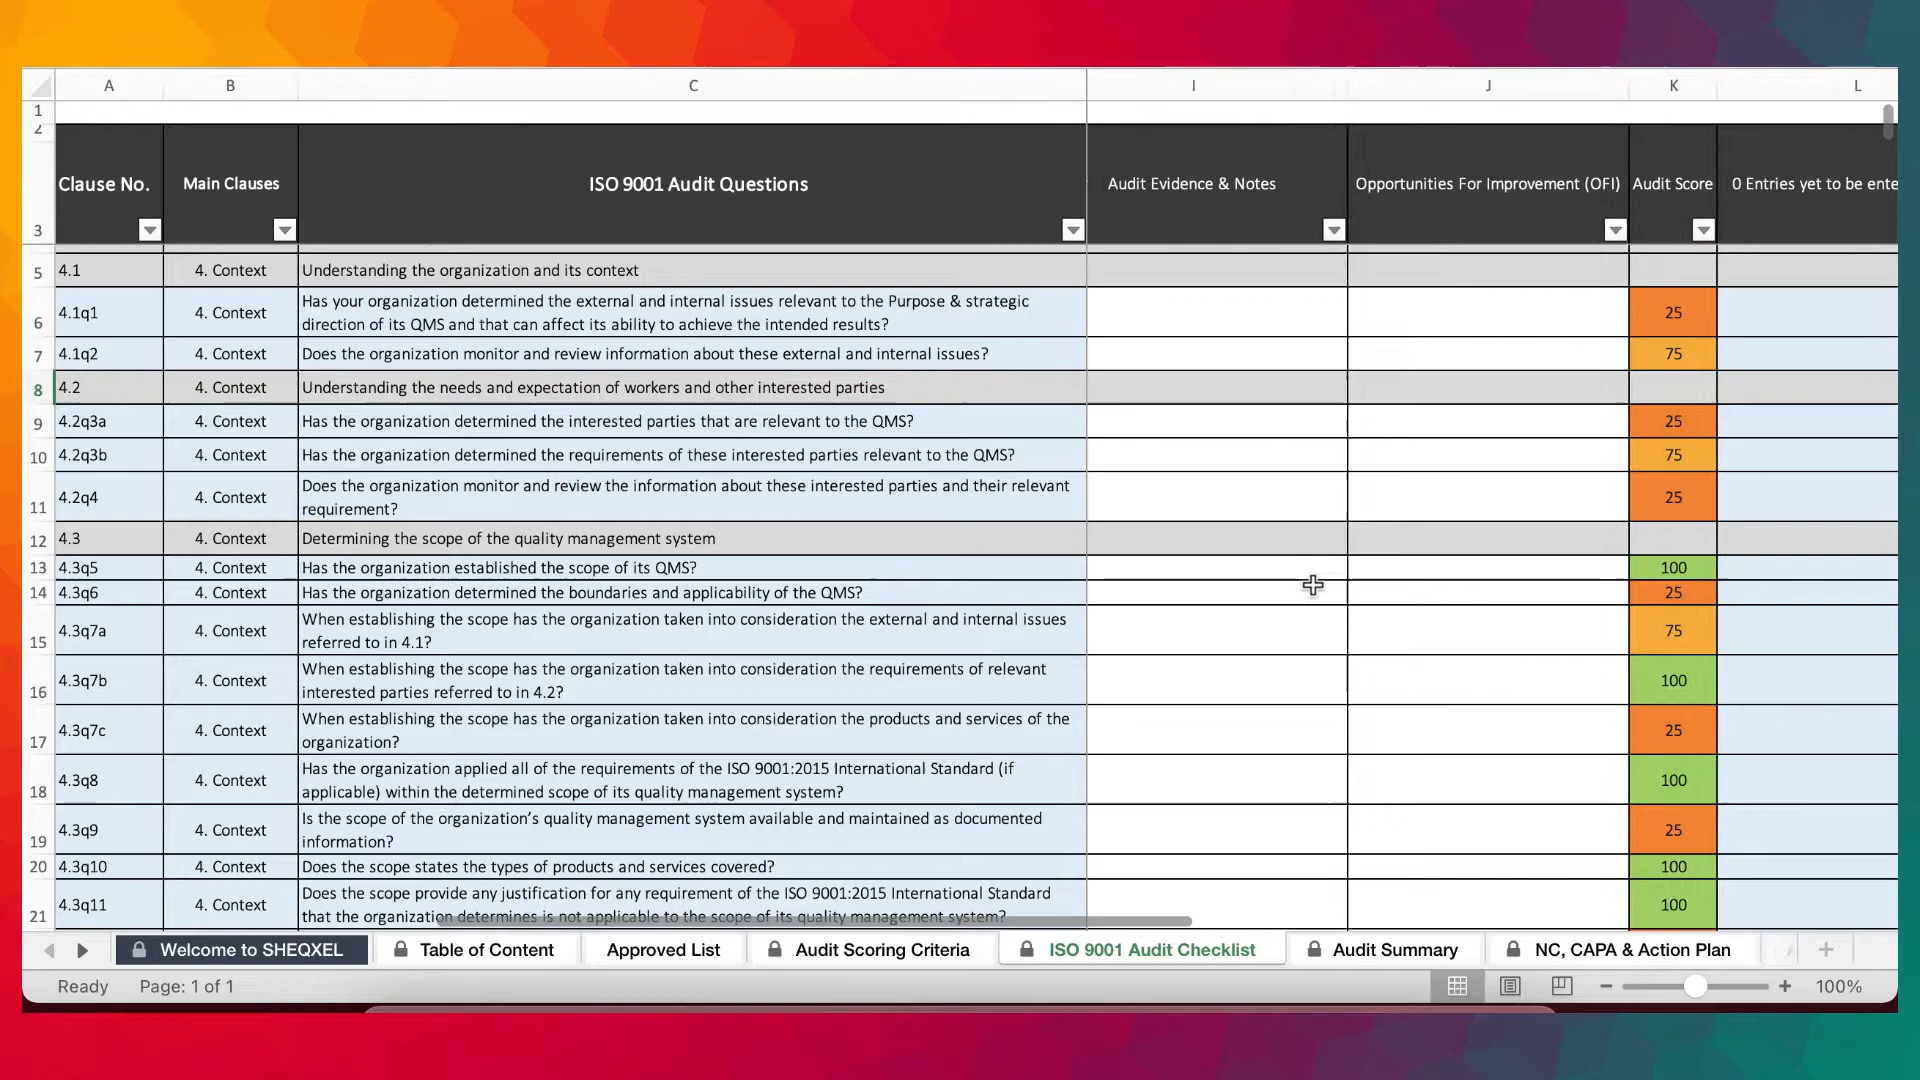 A B C I J K L
1
2
3 Clause No. Main Clauses ISO 9001 Audit Questions Audit Evidence & Notes Opportunities For Improvement (OFI) Audit Score 0 Entries yet to be ente
5 4.1 4. Context Understanding the organization and its context
6 4.1q1 4. Context Has your organization determined the external and internal issues relevant to the Purpose & strategic
direction of its QMS and that can affect its ability to achieve the intended results? 25
7 4.1q2 4. Context Does the organization monitor and review information about these external and internal issues? 75
8 4.2 4. Context Understanding the needs and expectation of workers and other interested parties
9 4.2q3a 4. Context Has the organization determined the interested parties that are relevant to the QMS? 25
10 4.2q3b 4. Context Has the organization determined the requirements of these interested parties relevant to the QMS? 75
11 4.2q4 4. Context Does the organization monitor and review the information about these interested parties and their relevant
requirement? 25
12 4.3 4. Context Determining the scope of the quality management system
13 4.3q5 4. Context Has the organization established the scope of its QMS? 100
14 4.3q6 4. Context Has the organization determined the boundaries and applicability of the QMS? 25
15 4.3q7a 4. Context When establishing the scope has the organization taken into consideration the external and internal issues
referred to in 4.1? 75
16 4.3q7b 4. Context When establishing the scope has the organization taken into consideration the requirements of relevant
interested parties referred to in 4.2? 100
17 4.3q7c 4. Context When establishing the scope has the organization taken into consideration the products and services of the
organization? 25
18 4.3q8 4. Context Has the organization applied all of the requirements of the ISO 9001:2015 International Standard (if
applicable) within the determined scope of its quality management system? 100
19 4.3q9 4. Context Is the scope of the organization's quality management system available and maintained as documented
information? 25
20 4.3q10 4. Context Does the scope states the types of products and services covered? 100
21 4.3q11 4. Context Does the scope provide any justification for any requirement of the ISO 9001:2015 International Standard
that the organization determines is not applicable to the scope of its quality management system? 100
Welcome to SHEQXEL Table of Content Approved List Audit Scoring Criteria ISO 9001 Audit Checklist Audit Summary NC, CAPA & Action Plan
Ready Page: 1 of 1 100%